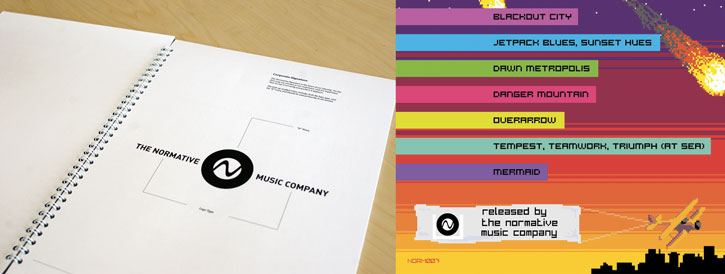 Corporate Signature
THE NORMATIVE
MUSIC COMPANY
BLACKOUT CITY
JETPACK BLUES, SUNSET HUES
DAWN METROPOLIS
DANGER MOUNTAIN
OVERARROW
TEMPEST, TEAMWORK, TRIUMPH (AT SEA)
MERMAID
released by
the normative
music company
NORM007